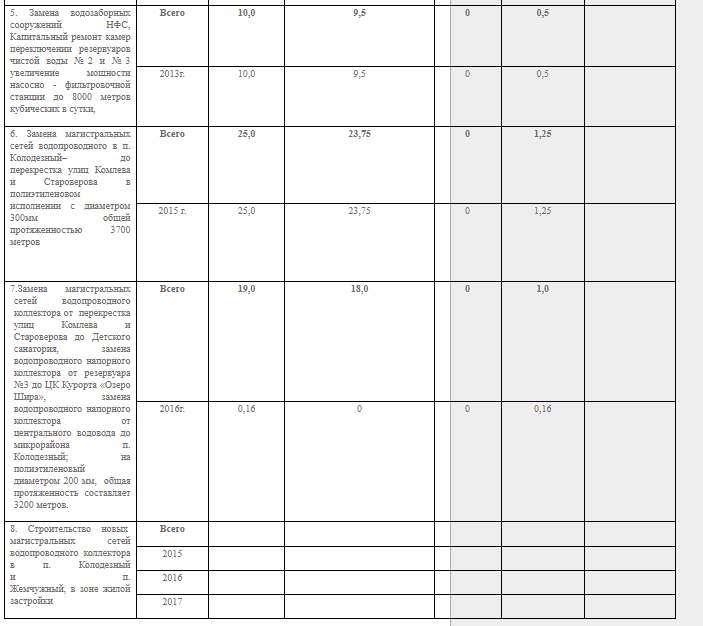 5. Замена водозаборных
сооружений НФС,
Капитальный ремонт камер
переключении резервуаров
чистой воды №2 и №3
увеличение мощности
насосно - фильтровочной
станции до 8000 метров
кубических в сутки,
Всего 10,0 9,5 0 0,5
2013г. 10,0 9,5 0 0,5
6. Замена магистральных
сетей водопроводного в п.
Колодезный– до
перекрестка улиц Комлева
и Староверова в
полиэтиленовом
исполнении с диаметром
300мм общей
протяженностью 3700
метров
Всего 25,0 23,75 0 1,25
2015 г. 25,0 23,75 0 1,25
7.Замена магистральных
сетей водопроводного
коллектора от перекрестка
улиц Комлева и
Староверова до Детского
санатория, замена
водопроводного напорного
коллектора от резервуара
№3 до ЦК Курорта «Озеро
Шира», замена
водопроводного напорного
коллектора от
центрального водовода до
микрорайона п.
Колодезный; на
полиэтиленовый
диаметром 200 мм, общая
протяженность составляет
3200 метров.
Всего 19,0 18,0 0 1,0
2016г. 0,16 0 0 0,16
8. Строительство новых
магистральных сетей
водопроводного коллектора
в п. Колодезный
и п.
Жемчужный, в зоне жилой
застройки
Всего
2015
2016
2017